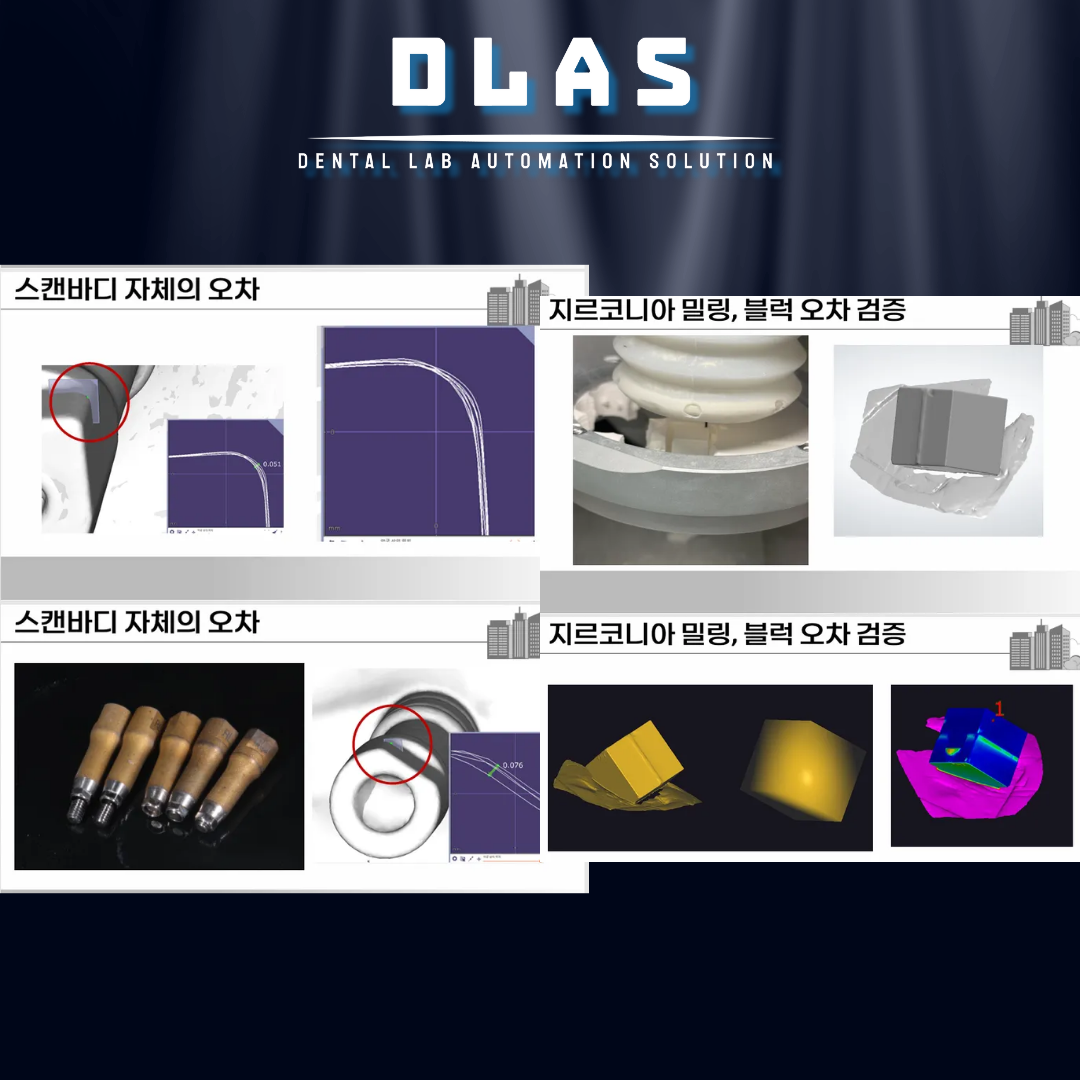 DLAS
DENTAL LAB AUTOMATION SOLUTION
스캔바디 자체의 오차
0.051
mm
지르코니아 밀링, 블럭 오차 검증
스캔바디 자체의 오차
0.076
지르코니아 밀링, 블럭 오차 검증
1